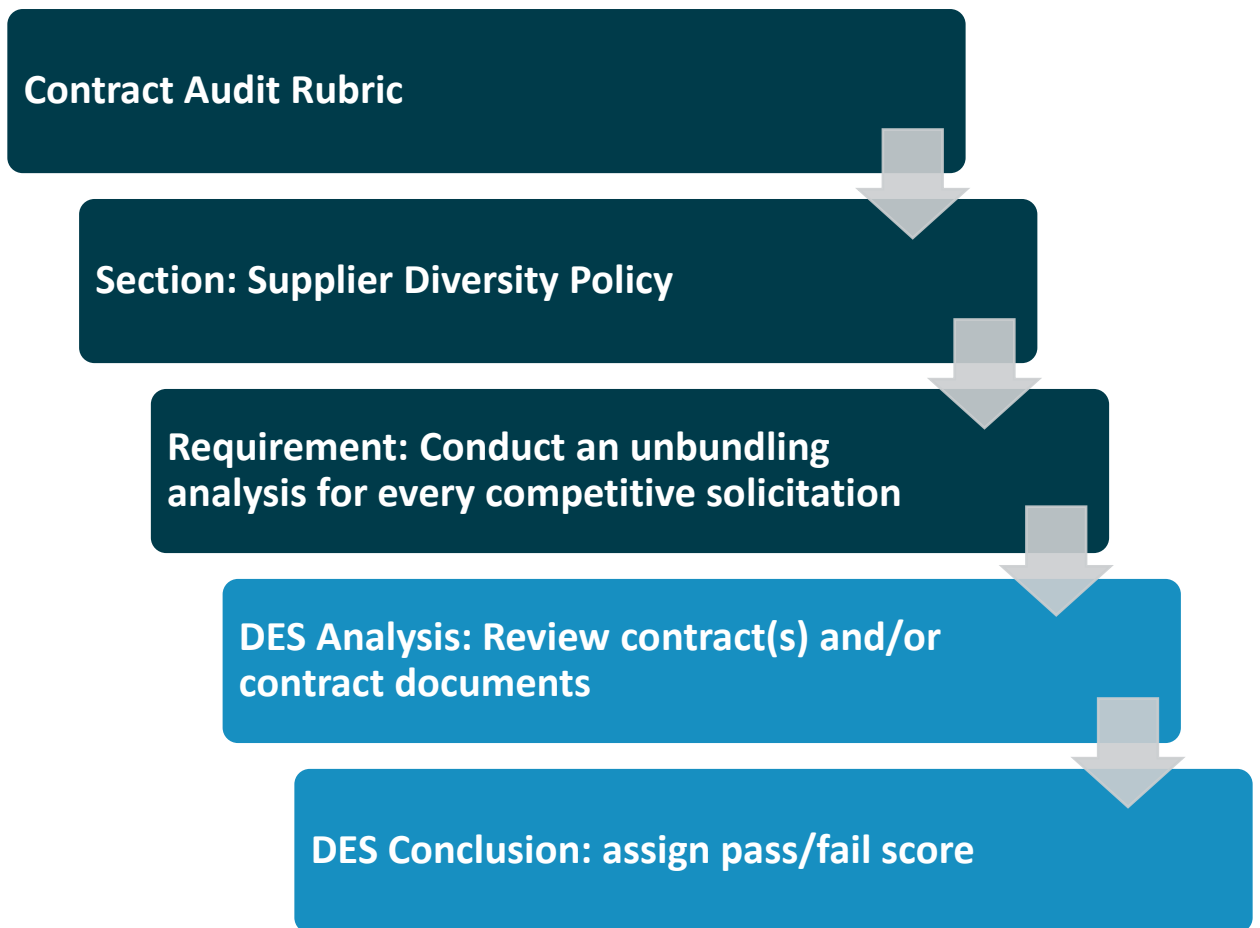 Contract Audit Rubric
Section: Supplier Diversity Policy
Requirement: Conduct an unbundling
analysis for every competitive solicitation
DES Analysis: Review contract(s) and/or
contract documents
DES Conclusion: assign pass/fail score